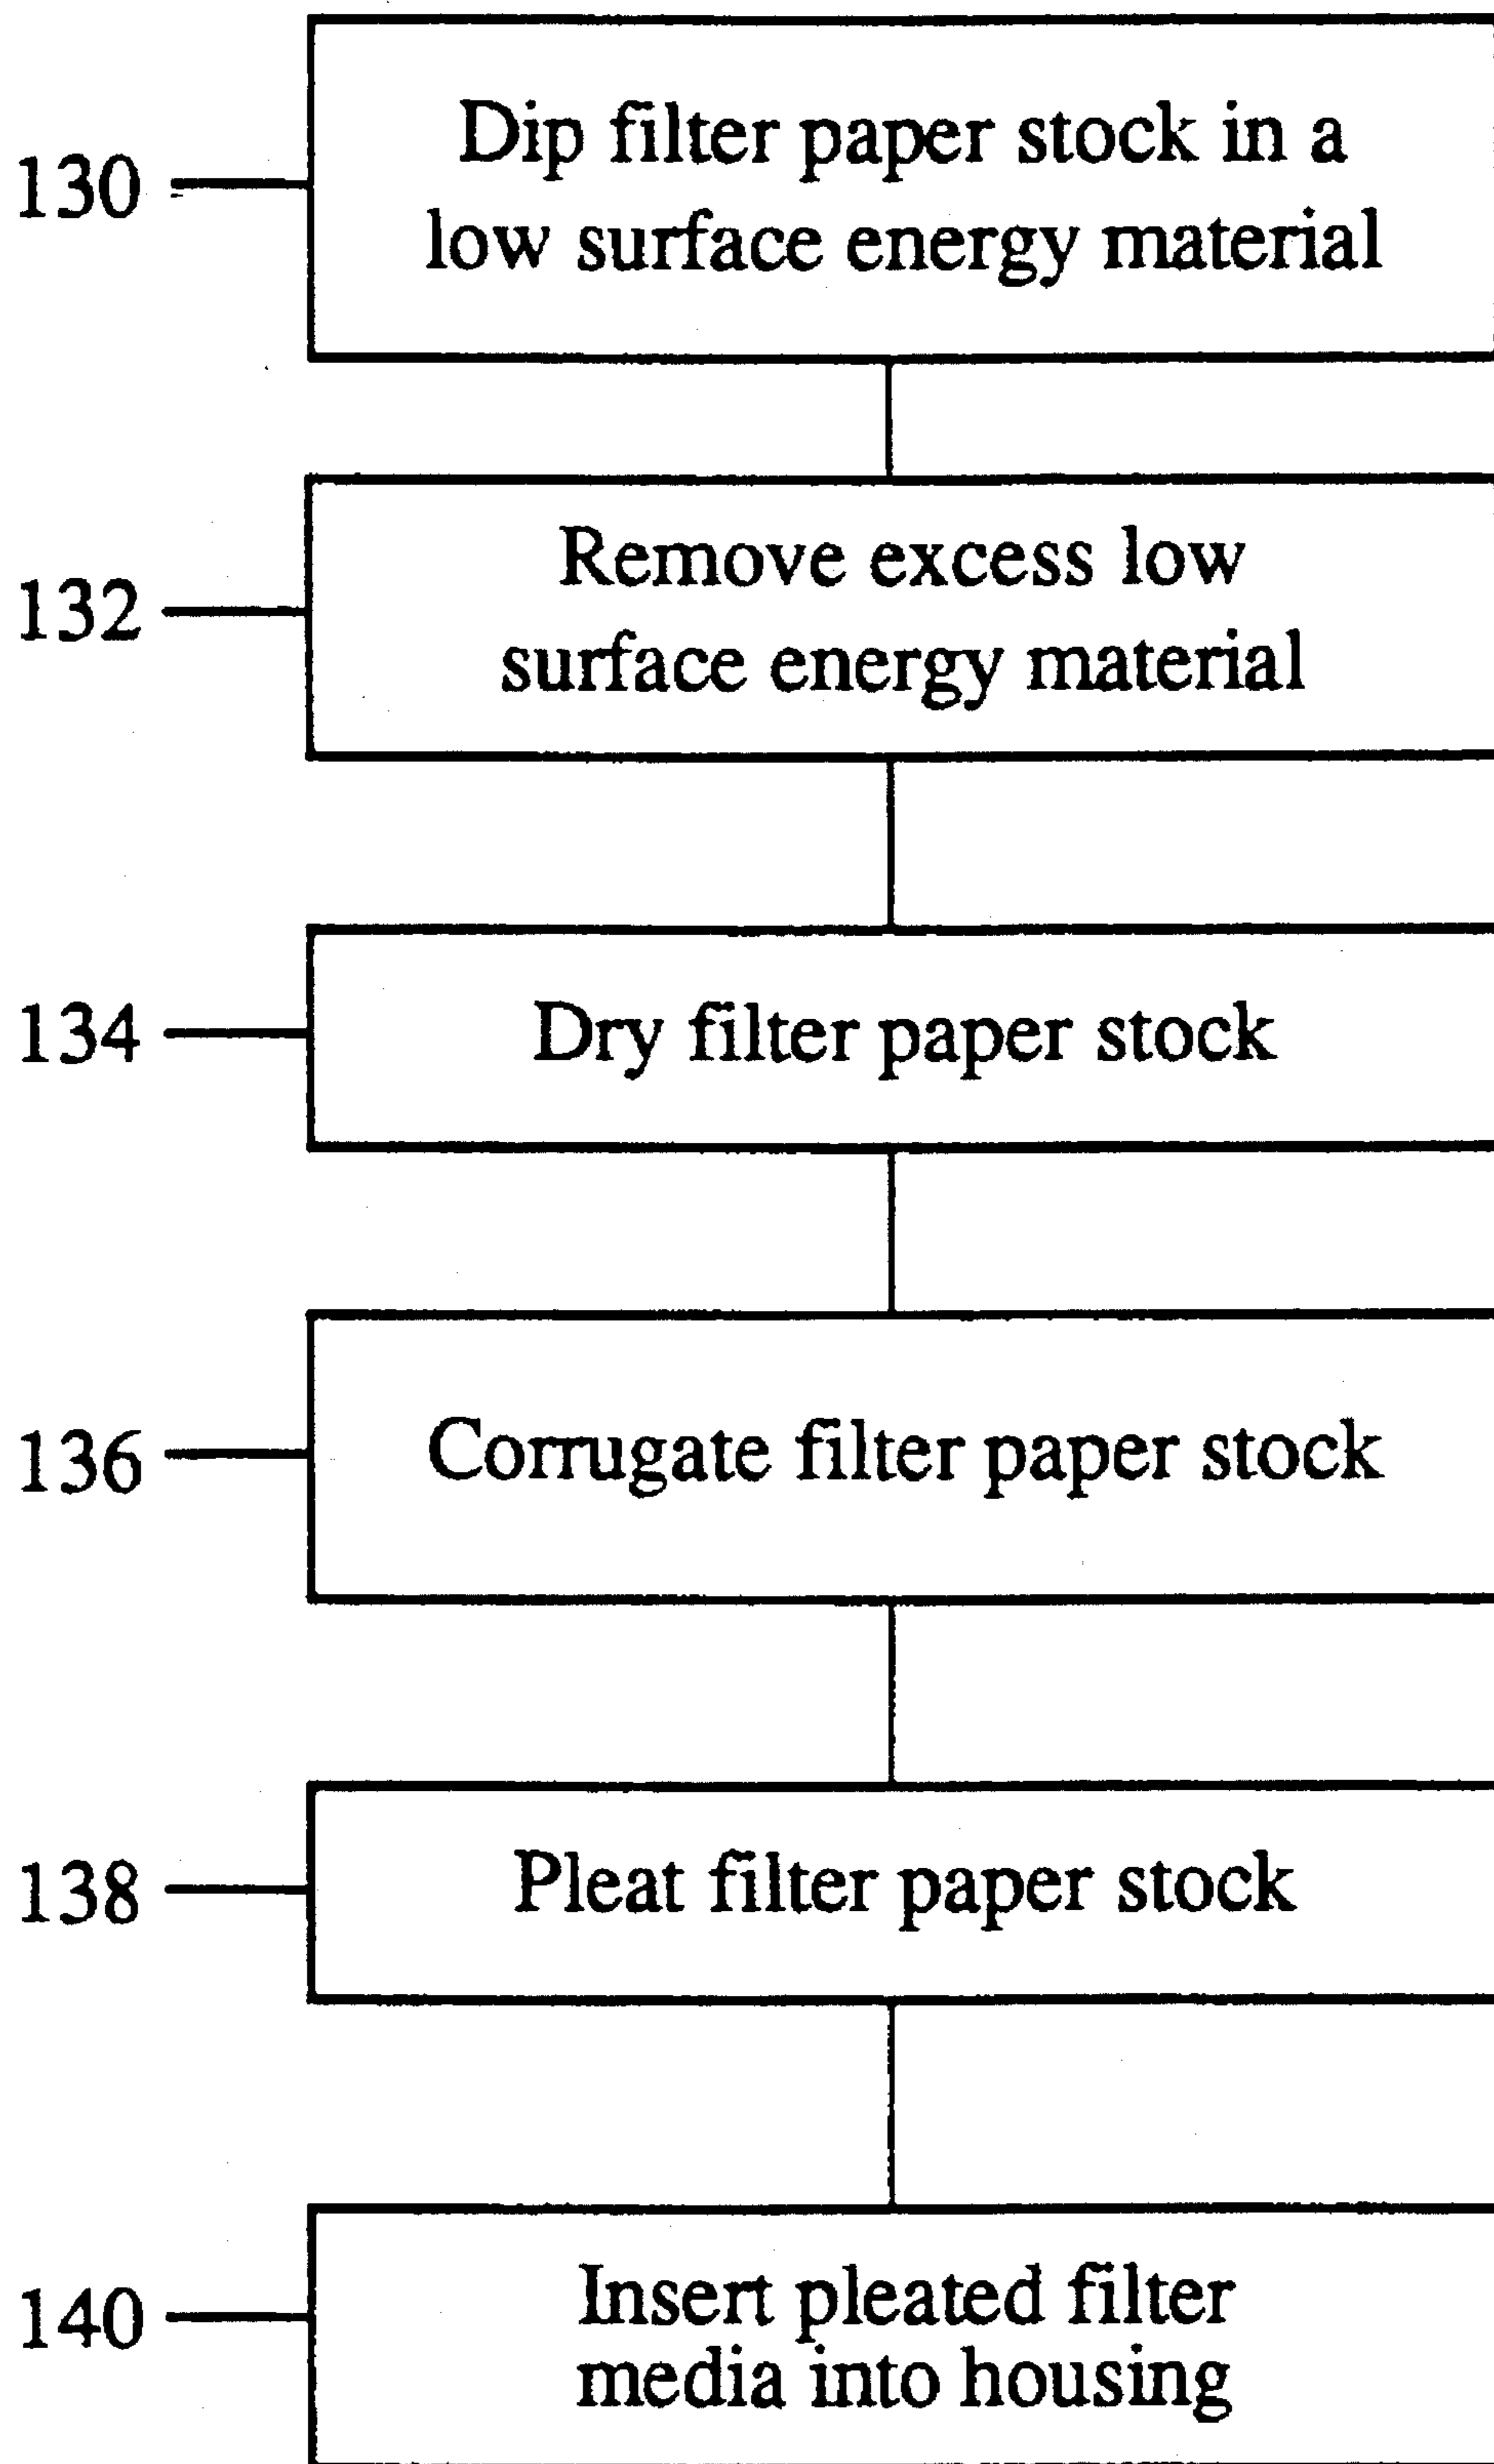 130
Dip filter paper stock in a
low surface energy material
132
Remove excess low
surface energy material
134
Dry filter paper stock
136
Corrugate filter paper stock
138
Pleat filter paper stock
140
Insert pleated filter
media into housing